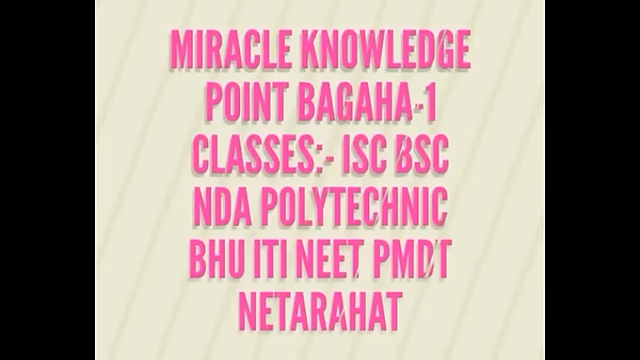 MIRACLE KNOWLEDGE
POINT BAGAHA-1
CLASSES:- ISC BSC
NDA POLYTECHNIC
BHU ITI NEET PMDT
NETARAHAT